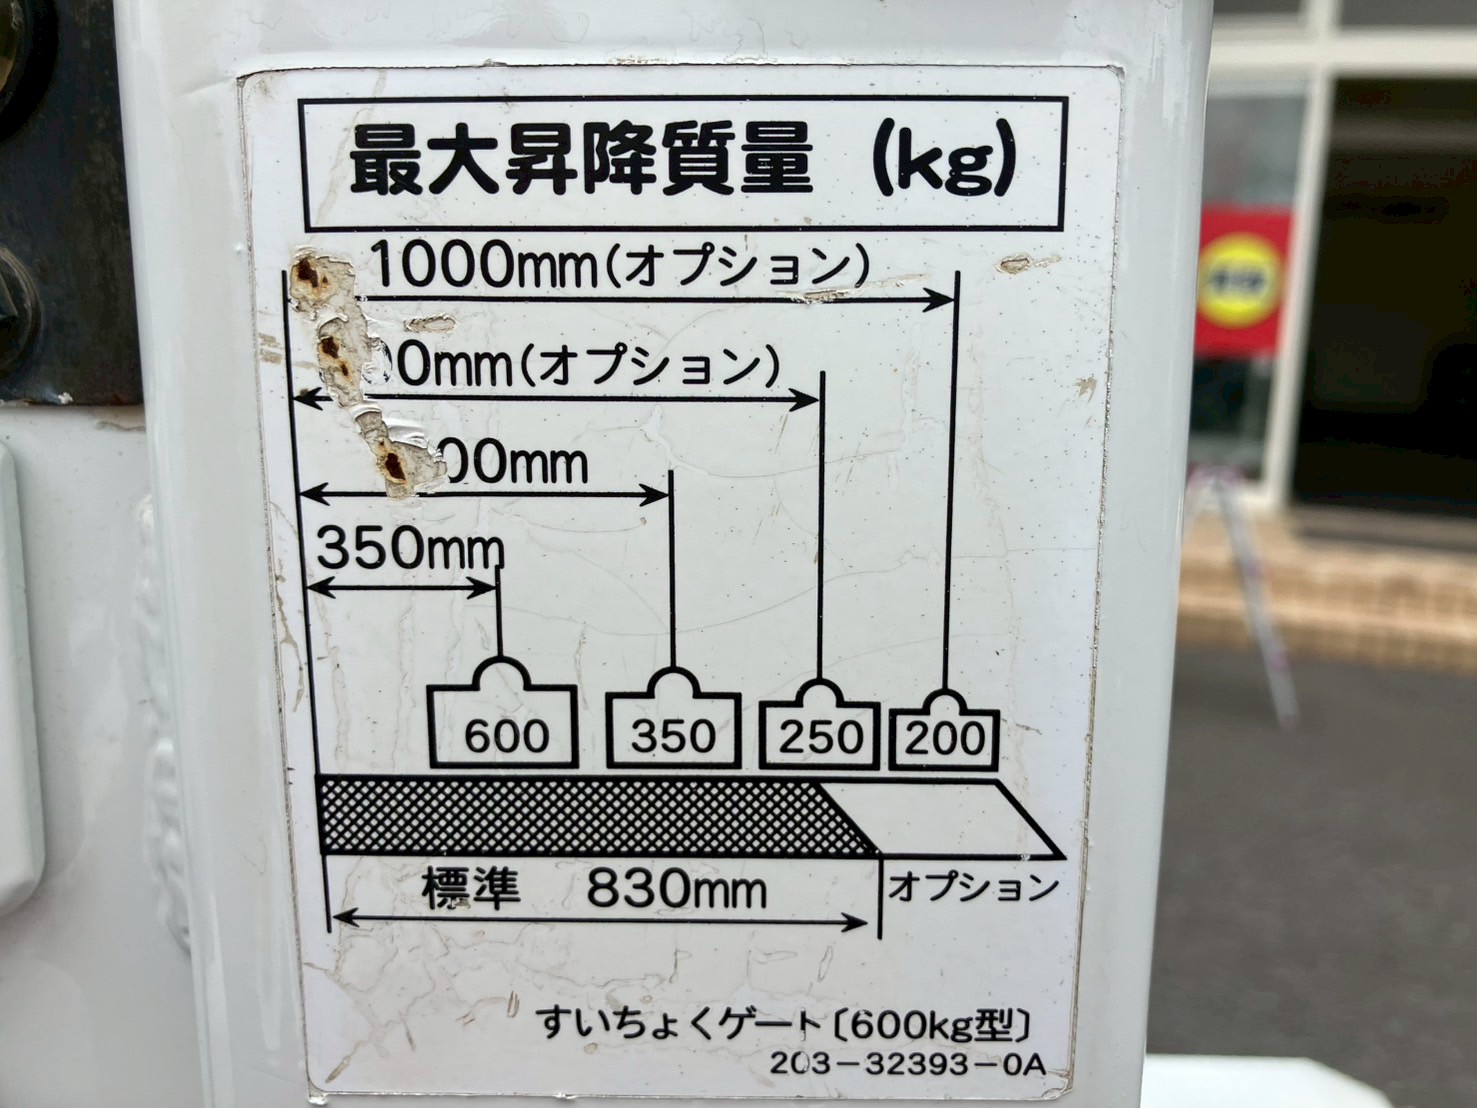 最大昇降質量 (kg)
1000mm(オプション)
0mm(オプション)
00mm
350mm
600 350 250 200
標準 830mm
オプション
すいちょくゲート〔600kg型〕
203-32393-0A